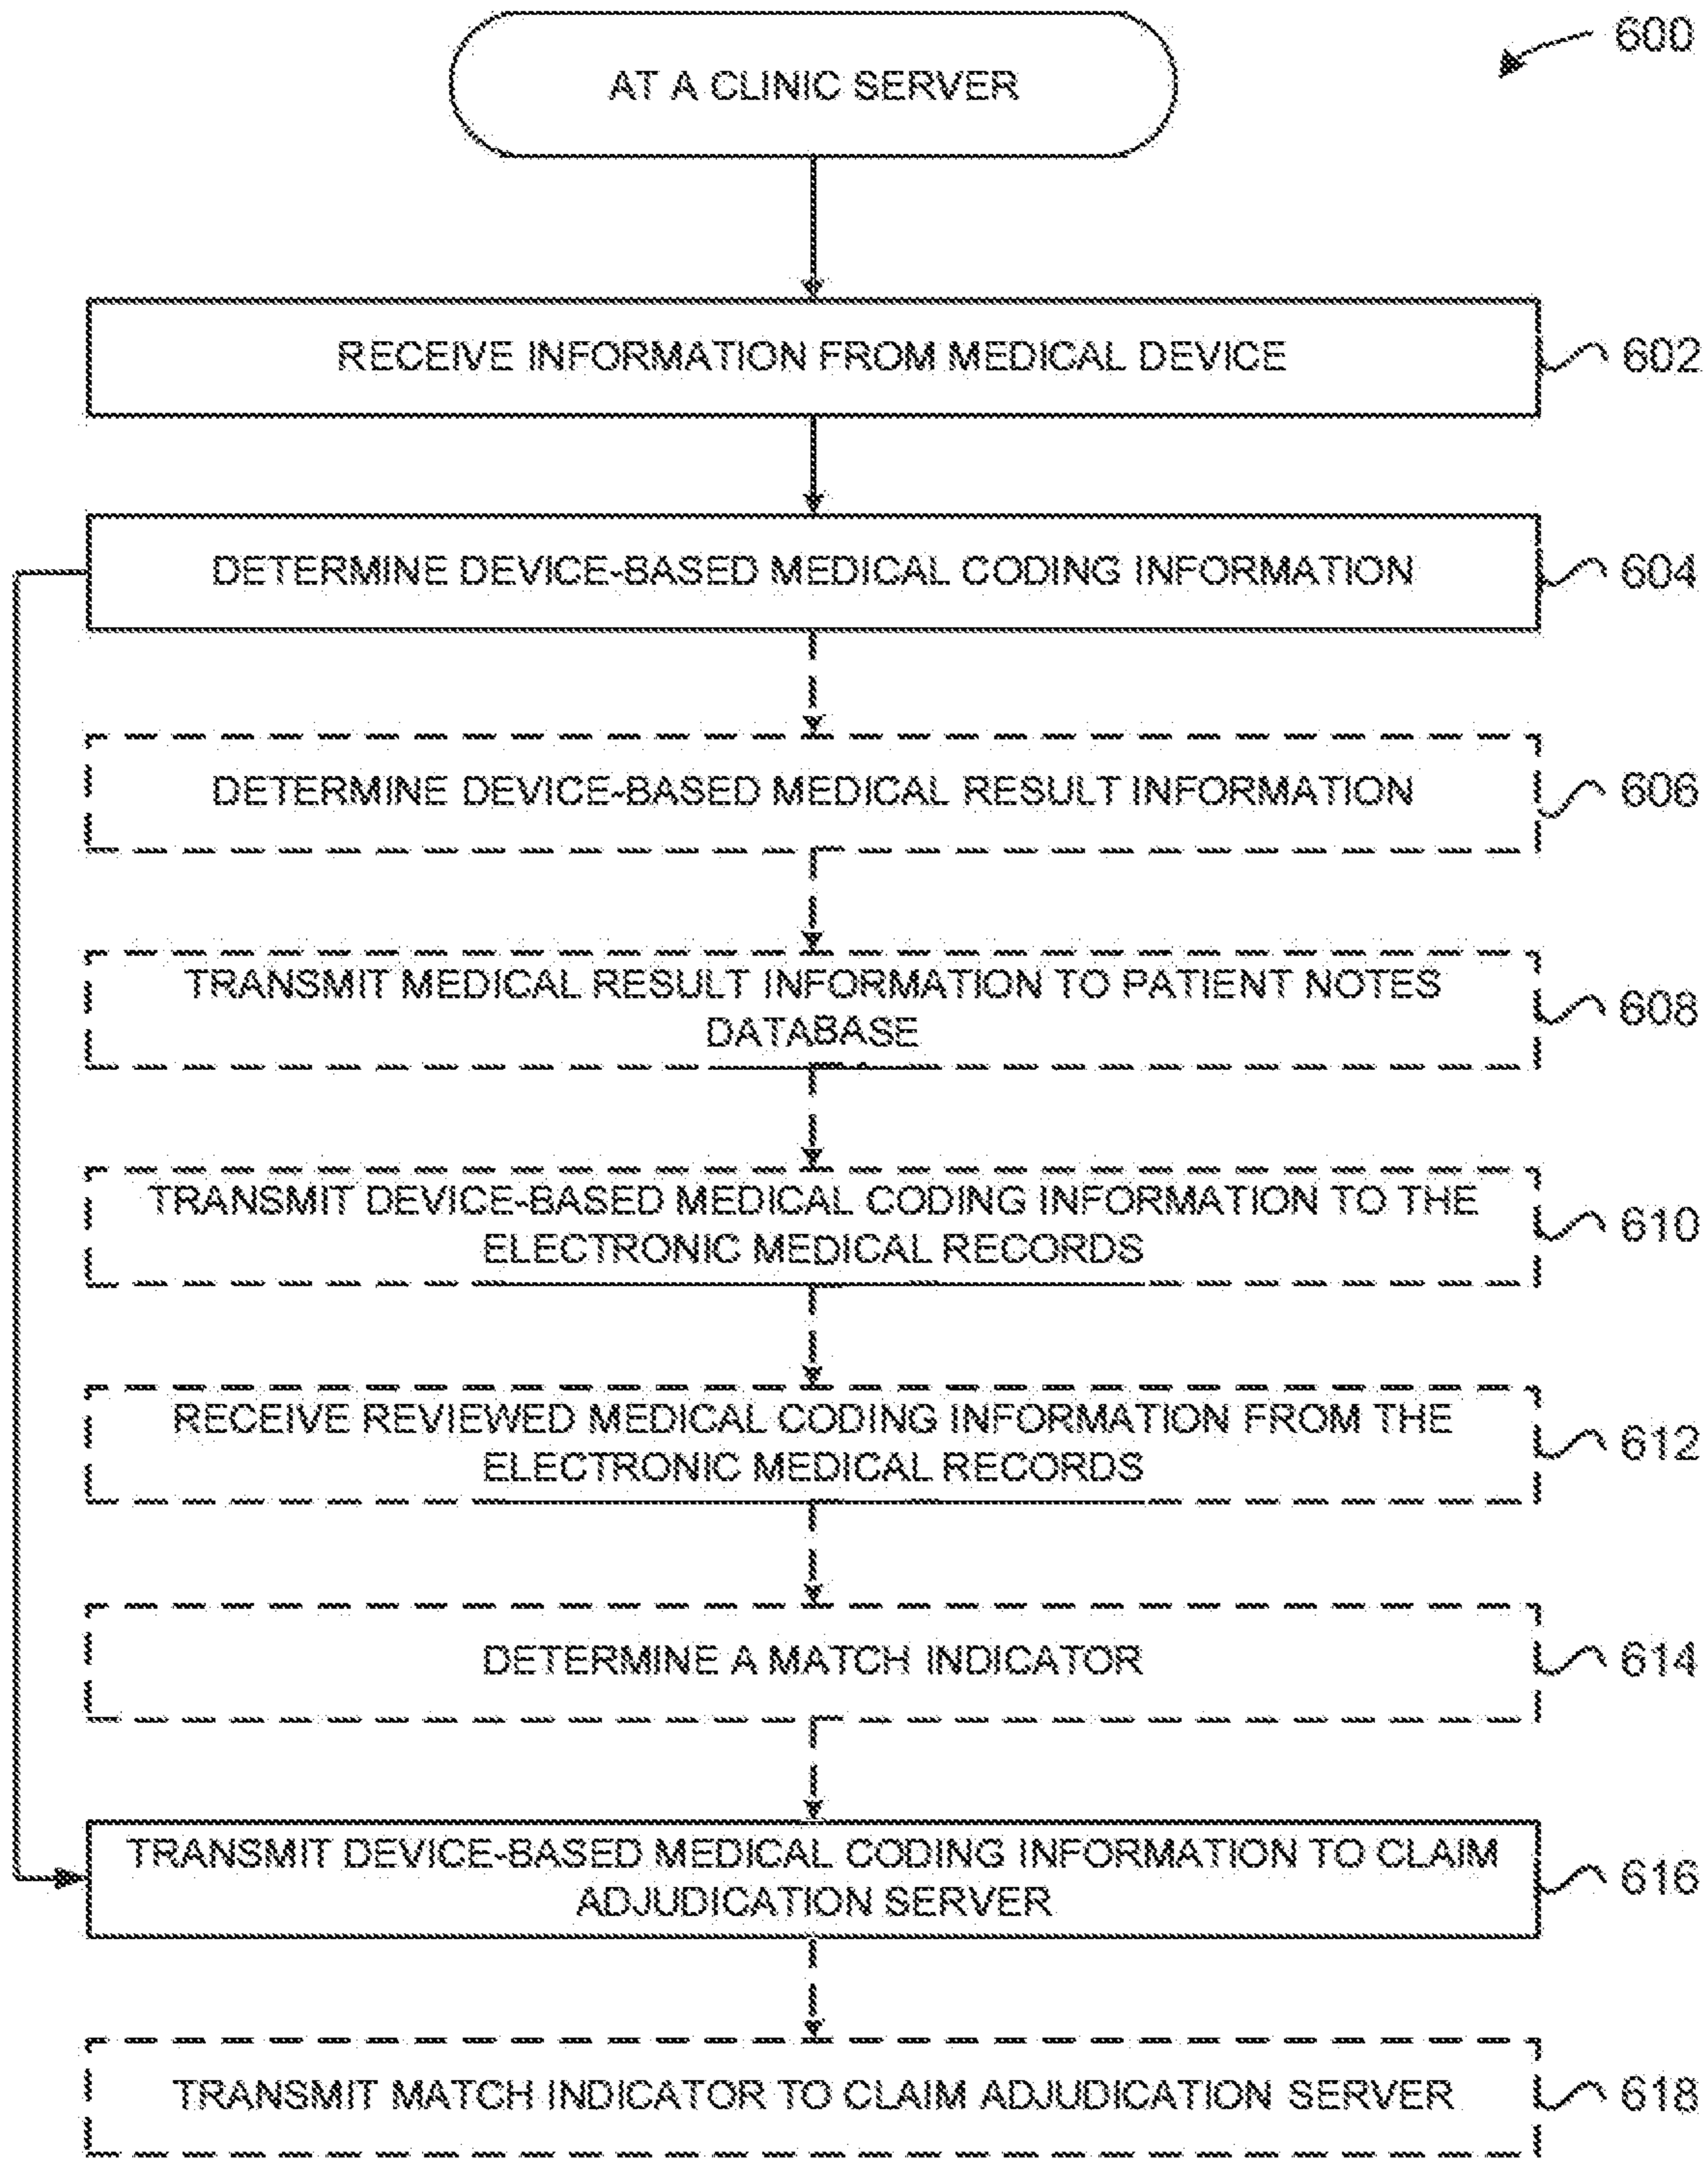 600
AT A CLINIC SERVER
RECEIVE INFORMATION FROM MEDICAL DEVICE
602
DETERMINE DEVICE-BASED MEDICAL CODING INFORMATION
604
DETERMINE DEVICE-BASED MEDICAL RESULT INFORMATION
606
TRANSMIT MEDICAL RESULT INFORMATION TO PATIENT NOTES
DATABASE
608
TRANSMIT DEVICE-BASED MEDICAL CODING INFORMATION TO THE
ELECTRONIC MEDICAL RECORDS
610
RECEIVE REVIEWED MEDICAL CODING INFORMATION FROM THE
ELECTRONIC MEDICAL RECORDS
612
DETERMINE A MATCH INDICATOR
614
TRANSMIT DEVICE-BASED MEDICAL CODING INFORMATION TO CLAIM
ADJUDICATION SERVER
616
TRANSMIT MATCH INDICATOR TO CLAIM ADJUDICATION SERVER
618